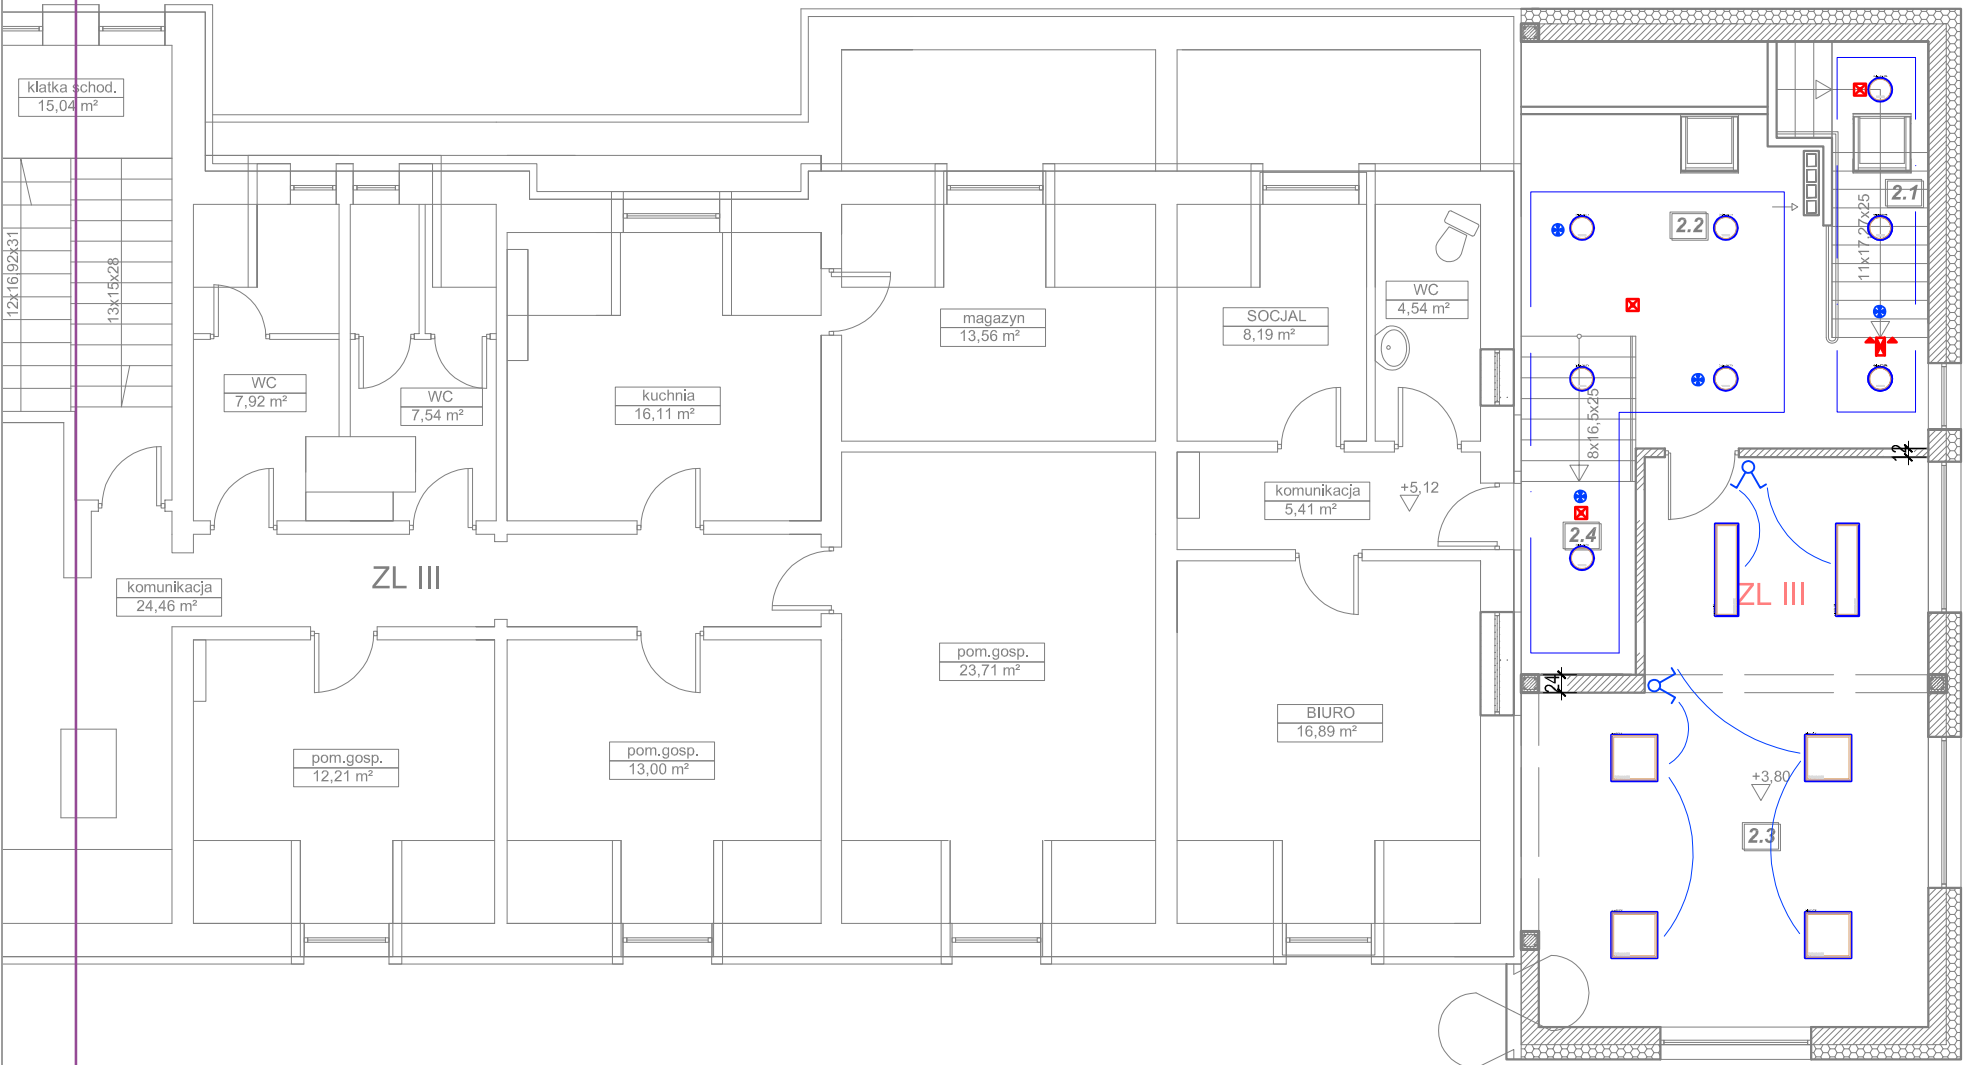 klatka schod.
15,04 m²
12x16,92x31
13x15x28
WC
7,92 m²
WC
7,54 m²
kuchnia
16,11 m²
magazyn
13,56 m²
SOCJAL
8,19 m²
WC
4,54 m²
komunikacja
5,41 m²
+5,12
komunikacja
24,46 m²
ZL III
pom.gosp.
12,21 m²
pom.gosp.
13,00 m²
pom.gosp.
23,71 m²
BIURO
16,89 m²
2.1
2.2
11x17,27x25
8x16,5x25
12
2.4
ZL III
24
+3,80
2.3